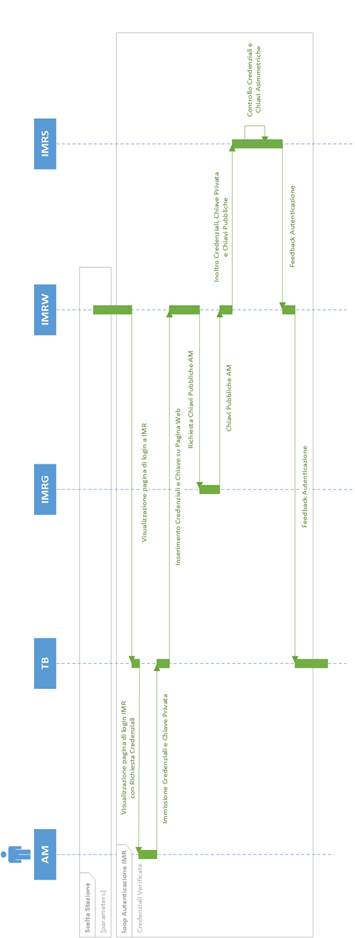 AM
TB
IMRG
IMRW
IMRS
Scelta Stazione
[parameters]
loop Autenticazione IMR
Credenziali Verificate
Visualizzazione pagina di login a IMR
Visualizzazione pagina di login IMR
con Richiesta Credenziali
Immissione Credenziali e Chiave Privata
Inserimento Credenziali e Chiave su Pagina Web
Richiesta Chiavi Pubbliche AM
Chiavi Pubbliche AM
Inoltro Credenziali, Chiave Privata
e Chiavi Pubbliche
Controllo Credenziali e
Chiavi Asimmetriche
Feedback Autenticazione
Feedback Autenticazione